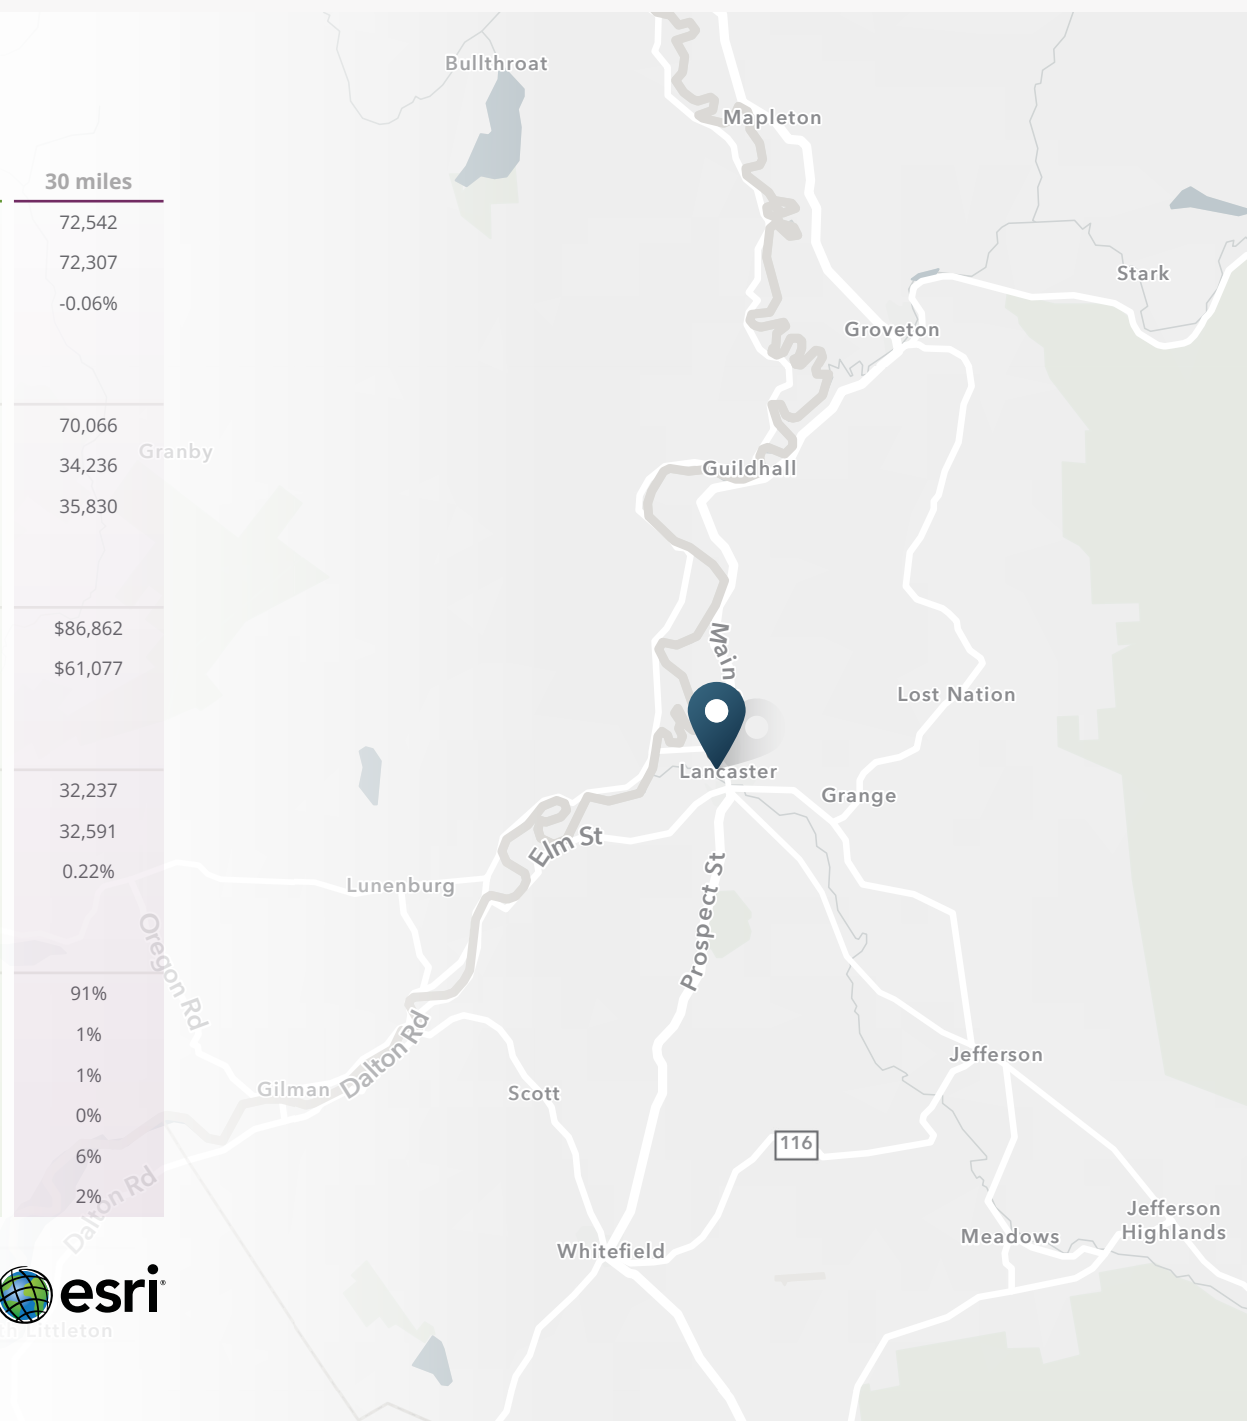 30 miles
72,542
72,307
-0.06%
70,066
34,236
35,830
$86,862
$61,077
32,237
32,591
0.22%
91%
1%
1%
0%
6%
2%
esri
Littleton
Bullthroat
Mapleton
Stark
Groveton
Granby
Guildhall
Main
Lost Nation
Lancaster
Grange
Elm St
Lunenburg
Prospect St
Oregon Rd
Dalton Rd
Jefferson
Gilman
Scott
116
Dalton Rd
Jefferson
Highlands
Meadows
Whitefield